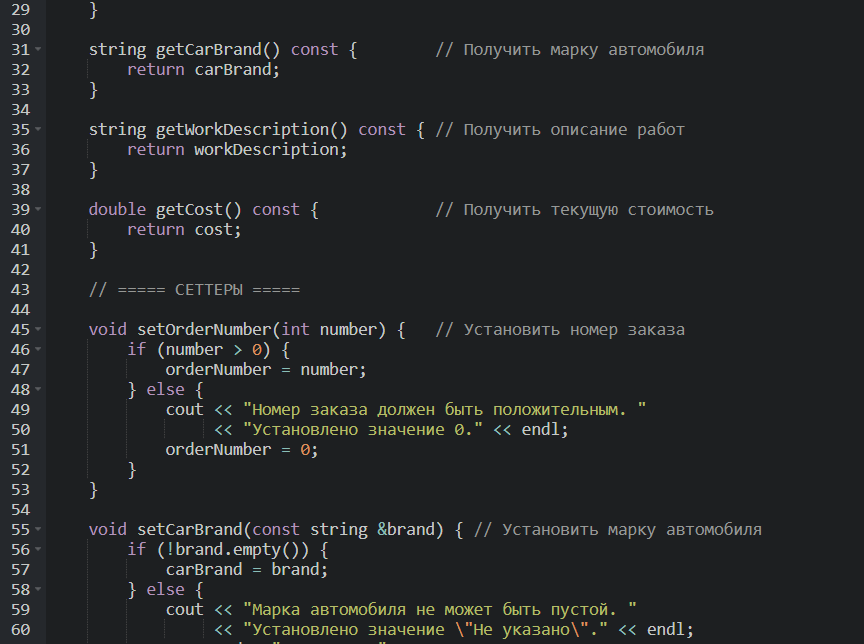 29 }
30
31 string getCarBrand() const { // Получить марку автомобиля
32 return carBrand;
33 }
34
35 string getWorkDescription() const { // Получить описание работ
36 return workDescription;
37 }
38
39 double getCost() const { // Получить текущую стоимость
40 return cost;
41 }
42
43 // ===== СЕТТЕРЫ =====
44
45 void setOrderNumber(int number) { // Установить номер заказа
46 if (number > 0) {
47 orderNumber = number;
48 } else {
49 cout << "Номер заказа должен быть положительным. "
50 << "Установлено значение 0." << endl;
51 orderNumber = 0;
52 }
53 }
54
55 void setCarBrand(const string &brand) { // Установить марку автомобиля
56 if (!brand.empty()) {
57 carBrand = brand;
58 } else {
59 cout << "Марка автомобиля не может быть пустой. "
60 << "Установлено значение \"Не указано\"." << endl;